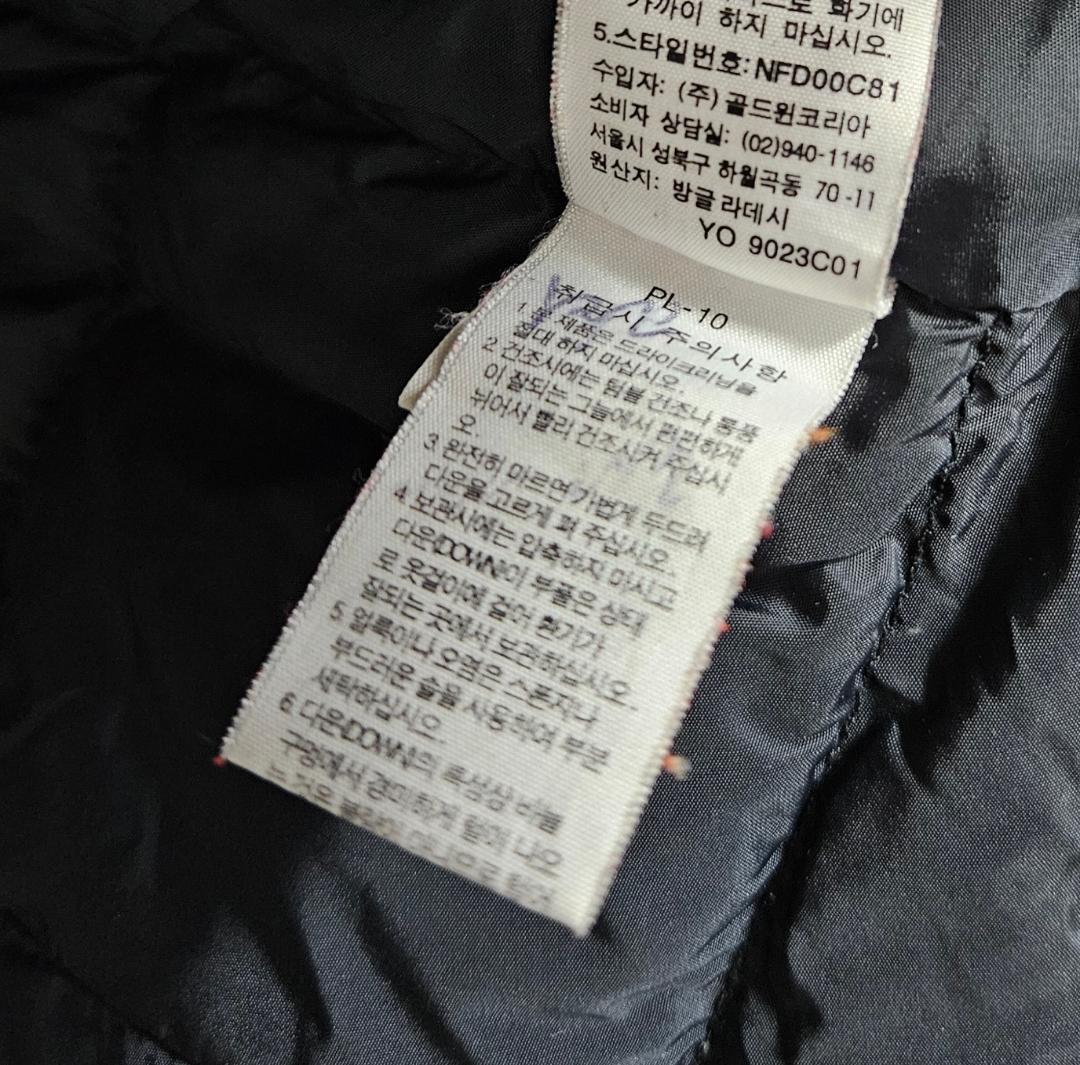 화기에
가까이 하지 마십시오.
5.스타일번호: NFD00C81
수입자: (주) 골드윈코리아
소비자 상담실: (02)940-1146
서울시 성북구 하월곡동 70-11
원산지: 방글라데시
YO 9023C01
PL-10
취급시 주의사항
1 본 제품은 드라이크리닝을
절대 하지 마십시오.
2 건조시에는 텀블 건조나 통풍
이 잘되는 그늘에서 편편하게
뉘어서 빨리 건조시켜 주십시
오.
3 완전히 마르면 가볍게 두드려
다운을 고르게 펴 주십시오.
4 보관시에는 압축하지 마시고
다운(DOWN)이 부풀은 상태
로 옷걸이에 걸어 환기가
잘되는 곳에서 보관하십시오.
5 얼룩이나 오염은 스폰지나
부드러운 솔을 사용하여 부분
세탁하십시오.
6 다운(DOWN)의 특성상 바늘
구멍에서 경미하게 털이 나오
는 것은